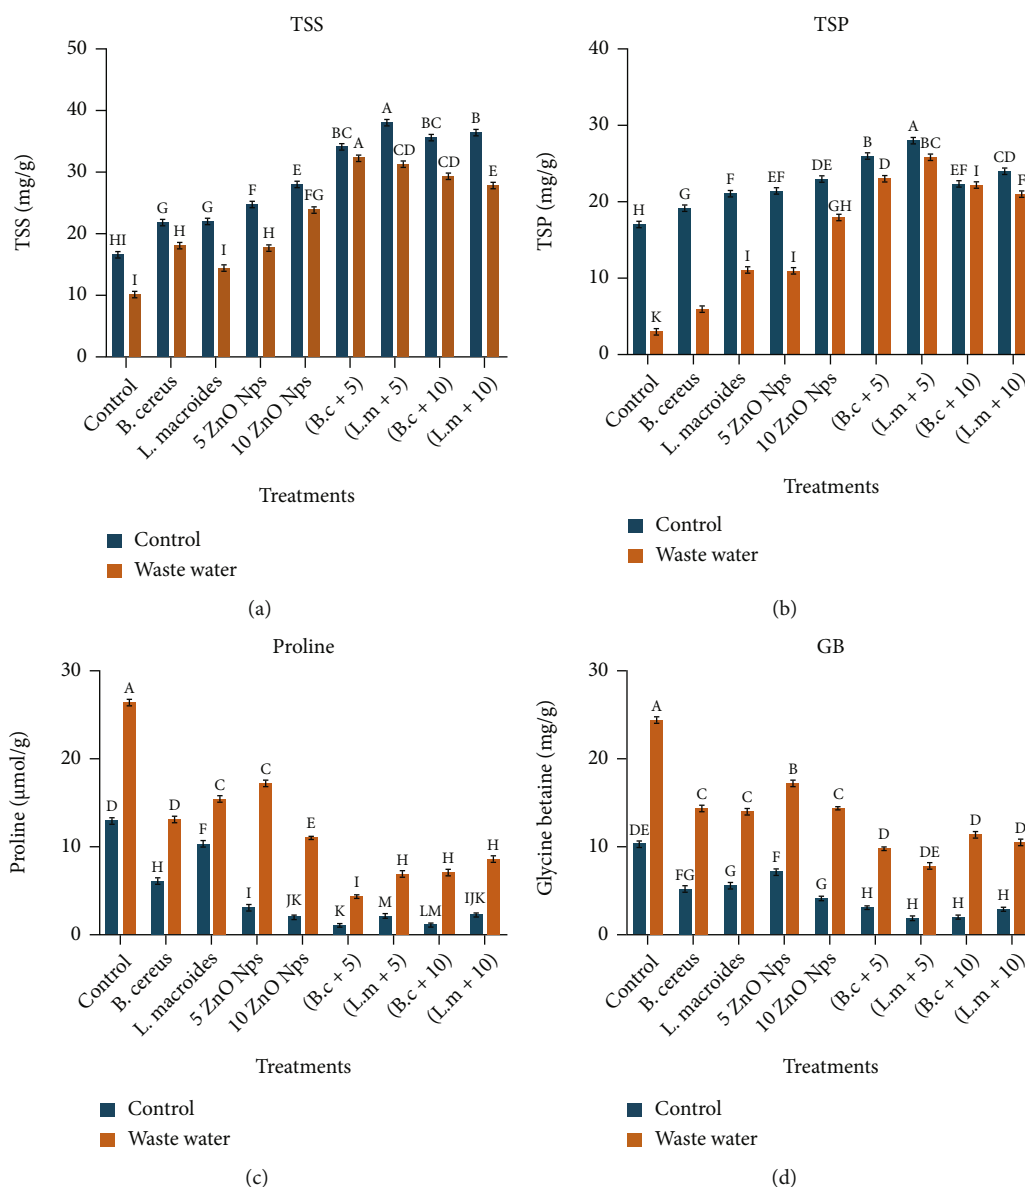 TSS
50
40
30
20
10
0
TSS (mg/g)
HI
I
G
H
G
I
F
H
E
FG
BC
A
A
CD
BC
CD
B
E
Control
B. cereus
L. macroides
5 ZnO Nps
10 ZnO Nps
(B.c + 5)
(L.m + 5)
(B.c + 10)
(L.m + 10)
Treatments
Control
Waste water
(a)
TSP
40
30
20
10
0
TSP (mg/g)
H
K
G
F
I
EF
I
DE
GH
B
D
A
BC
EF
I
CD
F
Control
B. cereus
L. macroides
5 ZnO Nps
10 ZnO Nps
(B.c + 5)
(L.m + 5)
(B.c + 10)
(L.m + 10)
Treatments
Control
Waste water
(b)
Proline
30
20
10
0
Proline (μmol/g)
D
A
H
D
F
C
I
C
JK
E
K
I
M
H
LM
H
IJK
H
Control
B. cereus
L. macroides
5 ZnO Nps
10 ZnO Nps
(B.c + 5)
(L.m + 5)
(B.c + 10)
(L.m + 10)
Treatments
Control
Waste water
(c)
GB
30
20
10
0
Glycine betaine (mg/g)
DE
A
FG
C
G
C
F
B
G
C
H
D
H
DE
H
D
H
D
Control
B. cereus
L. macroides
5 ZnO Nps
10 ZnO Nps
(B.c + 5)
(L.m + 5)
(B.c + 10)
(L.m + 10)
Treatments
Control
Waste water
(d)